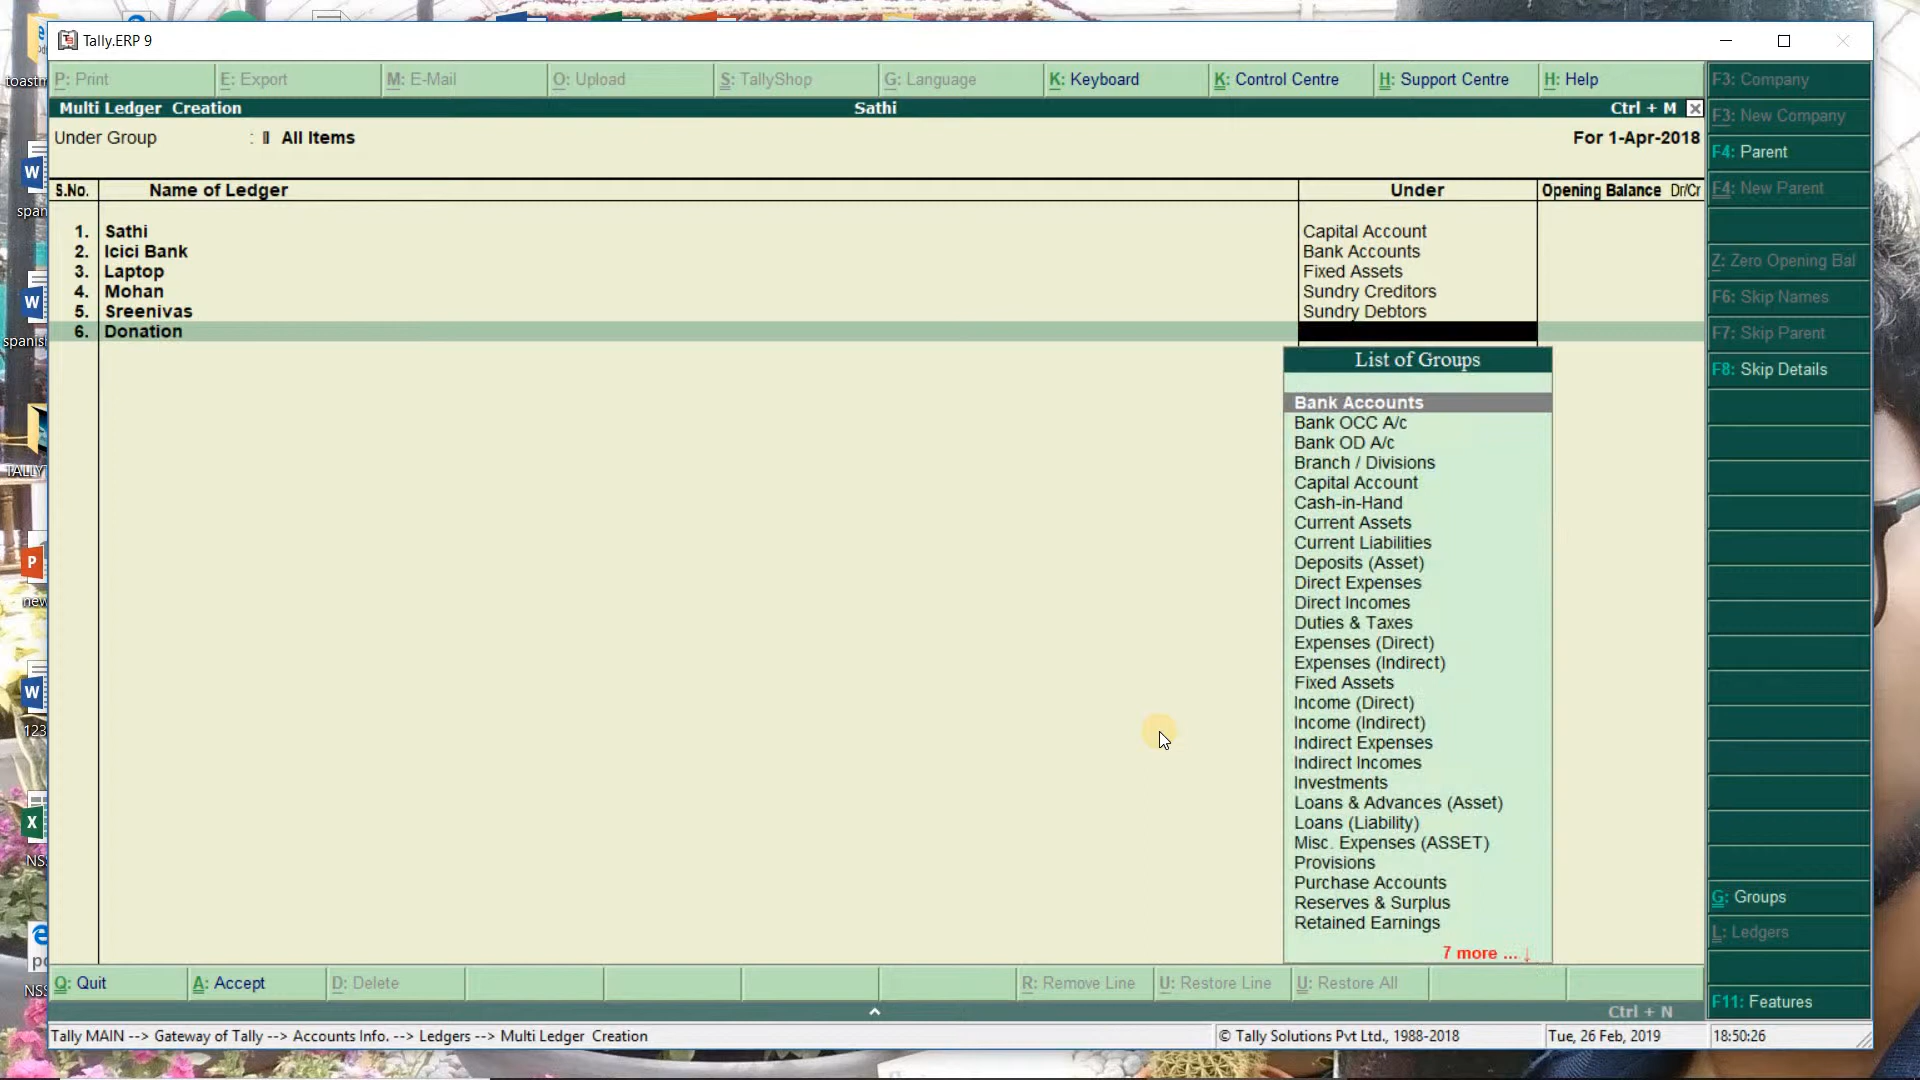 Tally.ERP 9
P: Print E: Export M: E-Mail O: Upload S: TallyShop G: Language K: Keyboard K: Control Centre H: Support Centre H: Help
F3: Company
Multi Ledger Creation Sathi Ctrl + M
F3: New Company
Under Group : All Items For 1-Apr-2018
F4: Parent
F4: New Parent
S.No. Name of Ledger Under Opening Balance Dr/Cr
1. Sathi Capital Account
2. Icici Bank Bank Accounts
Z: Zero Opening Bal
3. Laptop Fixed Assets
4. Mohan Sundry Creditors
F6: Skip Names
5. Sreenivas Sundry Debtors
6. Donation
F7: Skip Parent
List of Groups
F8: Skip Details
Bank Accounts
Bank OCC A/c
Bank OD A/c
Branch / Divisions
Capital Account
Cash-in-Hand
Current Assets
Current Liabilities
Deposits (Asset)
Direct Expenses
Direct Incomes
Duties & Taxes
Expenses (Direct)
Expenses (Indirect)
Fixed Assets
Income (Direct)
Income (Indirect)
Indirect Expenses
Indirect Incomes
Investments
Loans & Advances (Asset)
Loans (Liability)
Misc. Expenses (ASSET)
Provisions
Purchase Accounts
Reserves & Surplus
Retained Earnings
7 more ... ↓
G: Groups
L: Ledgers
Q: Quit A: Accept D: Delete R: Remove Line U: Restore Line U: Restore All
F11: Features
Ctrl + N
Tally MAIN --> Gateway of Tally --> Accounts Info. --> Ledgers --> Multi Ledger Creation © Tally Solutions Pvt Ltd., 1988-2018 Tue, 26 Feb, 2019 18:50:26
toastm
span
spanis
TALLY
new
123
NS
NS